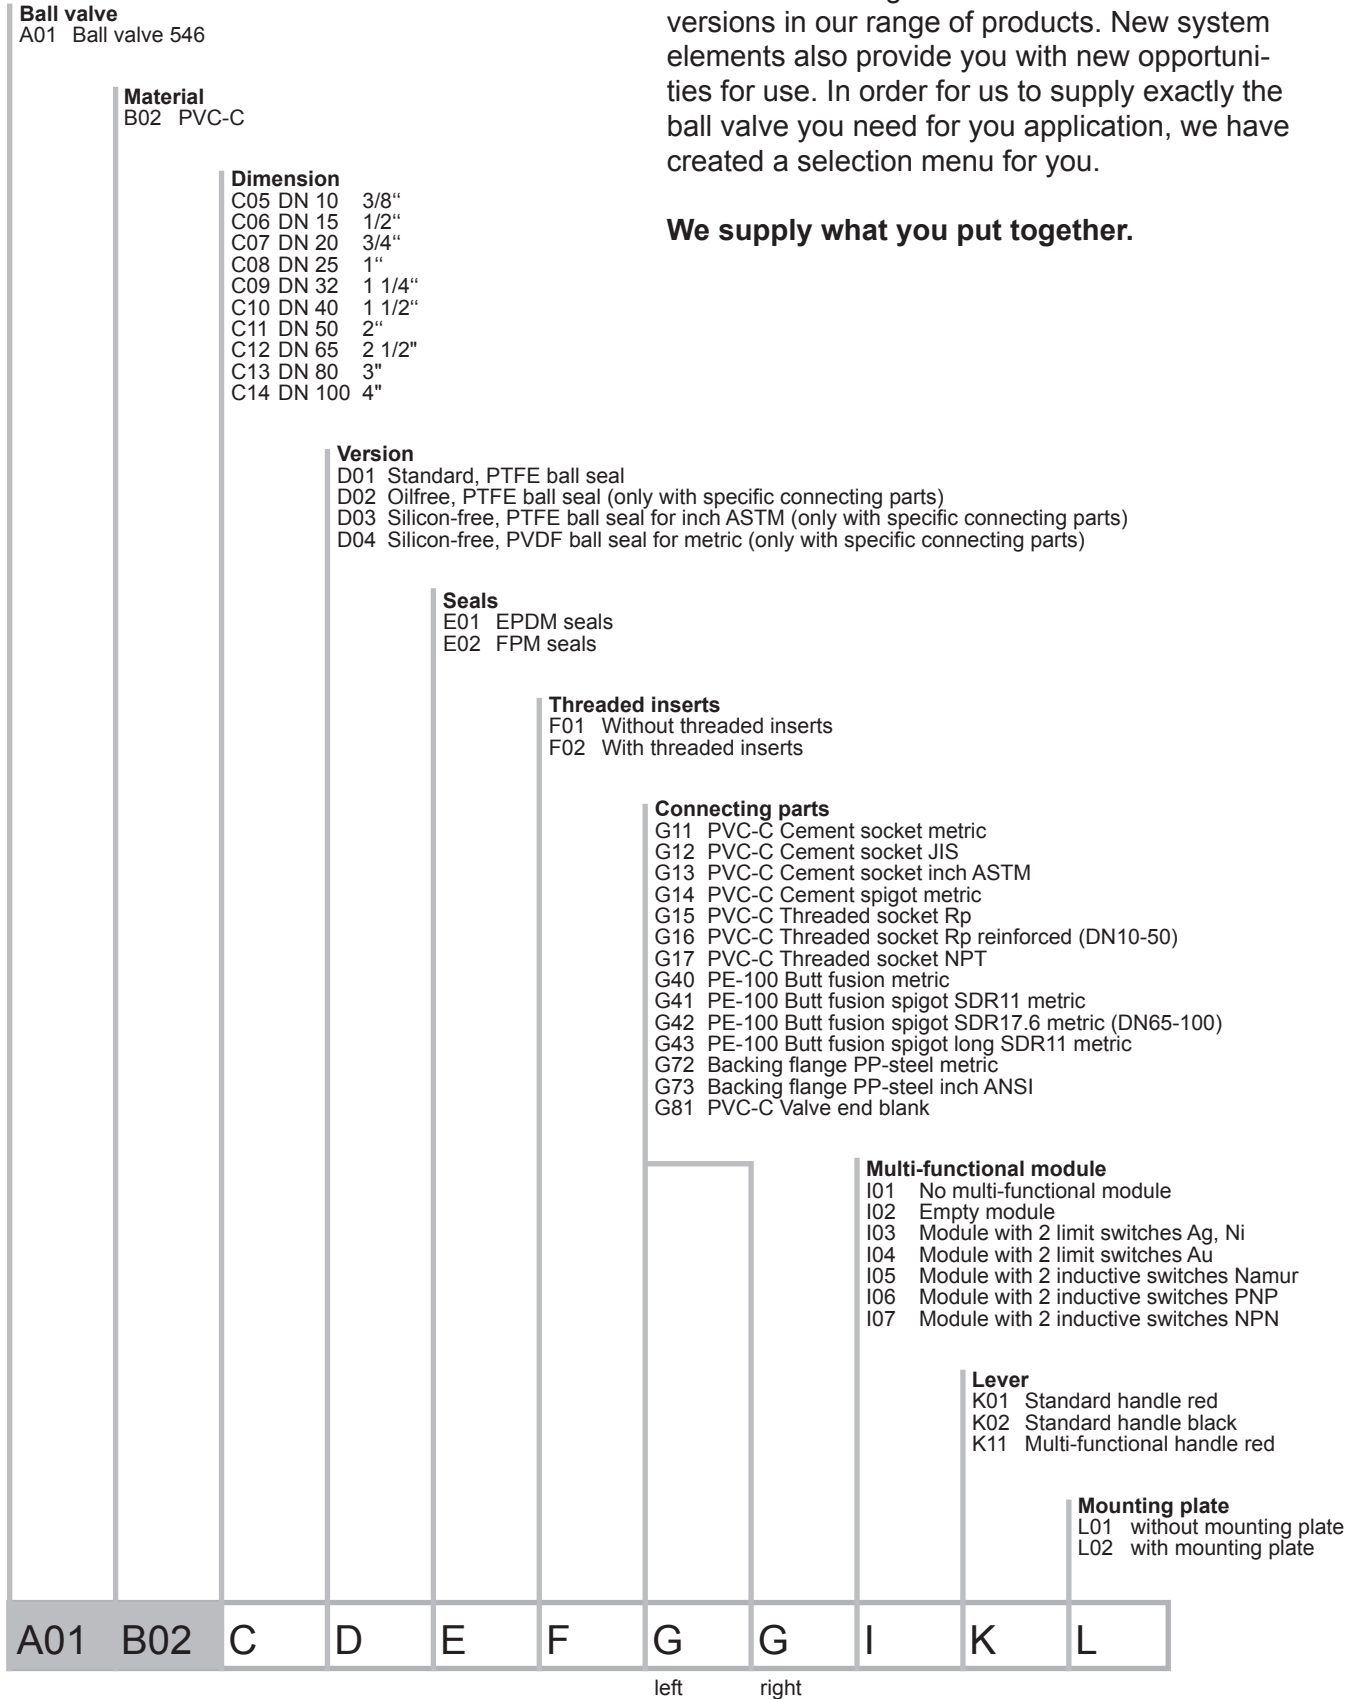 Ball valve
A01 Ball valve 546
versions in our range of products. New system
elements also provide you with new opportuni-
ties for use. In order for us to supply exactly the
ball valve you need for you application, we have
created a selection menu for you.
We supply what you put together.
Material
B02 PVC-C
Dimension
C05 DN 10 3/8“
C06 DN 15 1/2“
C07 DN 20 3/4“
C08 DN 25 1“
C09 DN 32 1 1/4“
C10 DN 40 1 1/2“
C11 DN 50 2“
C12 DN 65 2 1/2"
C13 DN 80 3"
C14 DN 100 4"
Version
D01 Standard, PTFE ball seal
D02 Oilfree, PTFE ball seal (only with specific connecting parts)
D03 Silicon-free, PTFE ball seal for inch ASTM (only with specific connecting parts)
D04 Silicon-free, PVDF ball seal for metric (only with specific connecting parts)
Seals
E01 EPDM seals
E02 FPM seals
Threaded inserts
F01 Without threaded inserts
F02 With threaded inserts
Connecting parts
G11 PVC-C Cement socket metric
G12 PVC-C Cement socket JIS
G13 PVC-C Cement socket inch ASTM
G14 PVC-C Cement spigot metric
G15 PVC-C Threaded socket Rp
G16 PVC-C Threaded socket Rp reinforced (DN10-50)
G17 PVC-C Threaded socket NPT
G40 PE-100 Butt fusion metric
G41 PE-100 Butt fusion spigot SDR11 metric
G42 PE-100 Butt fusion spigot SDR17.6 metric (DN65-100)
G43 PE-100 Butt fusion spigot long SDR11 metric
G72 Backing flange PP-steel metric
G73 Backing flange PP-steel inch ANSI
G81 PVC-C Valve end blank
Multi-functional module
I01 No multi-functional module
I02 Empty module
I03 Module with 2 limit switches Ag, Ni
I04 Module with 2 limit switches Au
I05 Module with 2 inductive switches Namur
I06 Module with 2 inductive switches PNP
I07 Module with 2 inductive switches NPN
Lever
K01 Standard handle red
K02 Standard handle black
K11 Multi-functional handle red
Mounting plate
L01 without mounting plate
L02 with mounting plate
A01 B02 C D E F G G I K L
left right